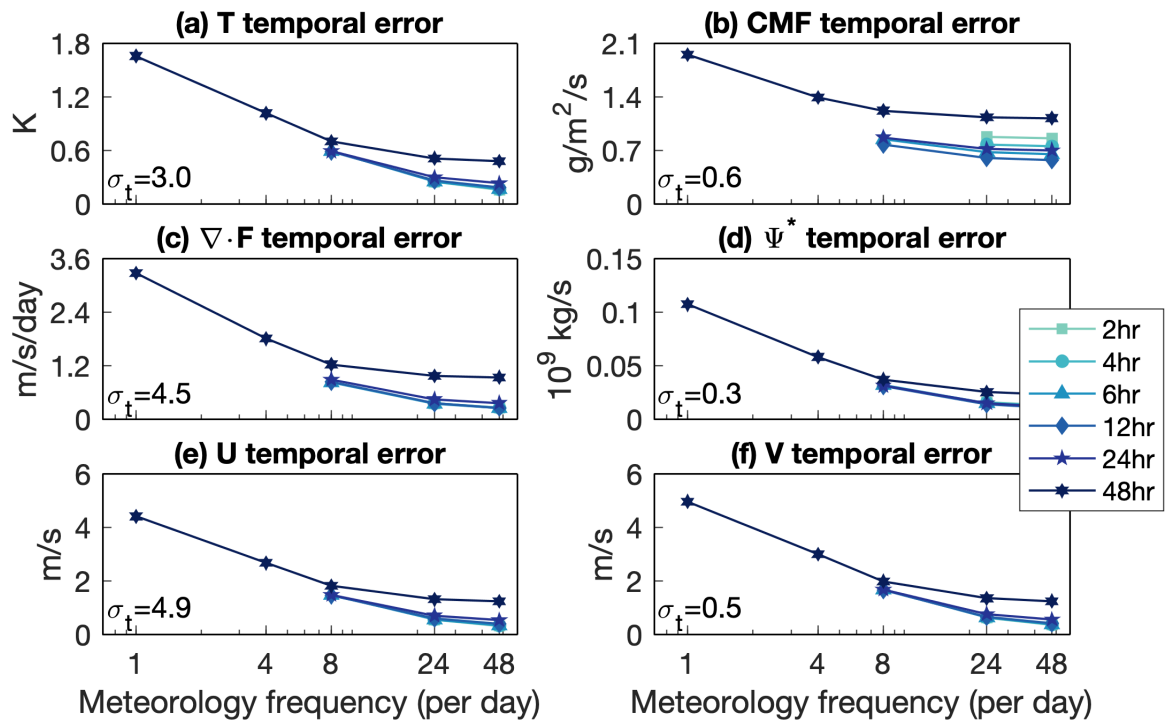 (a) T temporal error
1.8
1.2
0.6
0
K
σt=3.0
(b) CMF temporal error
2.1
1.4
0.7
0
g/m²/s
σt=0.6
(c) ∇·F temporal error
3.6
2.4
1.2
0
m/s/day
σt=4.5
(d) Ψ* temporal error
0.15
0.1
0.05
0
10⁹ kg/s
σt=0.3
2hr
4hr
6hr
12hr
24hr
48hr
(e) U temporal error
6
4
2
0
m/s
σt=4.9
1 4 8 24 48
Meteorology frequency (per day)
(f) V temporal error
6
4
2
0
m/s
σt=0.5
1 4 8 24 48
Meteorology frequency (per day)